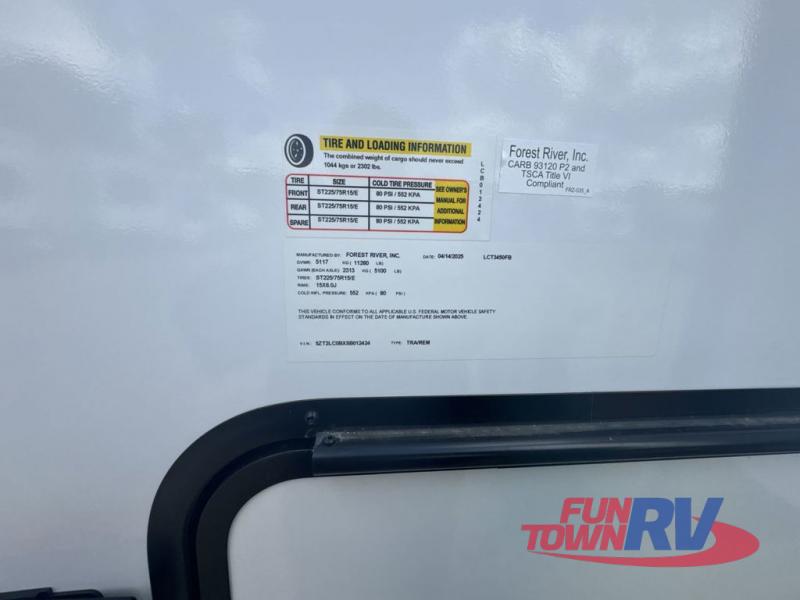 TIRE AND LOADING INFORMATION
The combined weight of cargo should never exceed
1044 kgs or 2302 lbs.
TIRE SIZE COLD TIRE PRESSURE SEE OWNER'S MANUAL FOR ADDITIONAL INFORMATION
FRONT ST225/75R15/E 80 PSI / 552 KPA
REAR ST225/75R15/E 80 PSI / 552 KPA
SPARE ST225/75R15/E 80 PSI / 552 KPA
LCB012424
Forest River, Inc.
CARB 93120 P2 and
TSCA Title VI
Compliant FR2-035_A
MANUFACTURED BY: FOREST RIVER, INC. DATE: 04/14/2025 LCT3450FB
GVWR: 5117 KG ( 11280 LB)
GAWR (EACH AXLE): 2313 KG ( 5100 LB)
TIRES: ST225/75R15/E
RIMS: 15X6.0J
COLD INFL. PRESSURE: 552 KPA ( 80 PSI )
THIS VEHICLE CONFORMS TO ALL APPLICABLE U.S. FEDERAL MOTOR VEHICLE SAFETY
STANDARDS IN EFFECT ON THE DATE OF MANUFACTURE SHOWN ABOVE.
V.I.N.: 5ZT3LC0BXSB012424 TYPE: TRA/REM
FUN TOWN RV